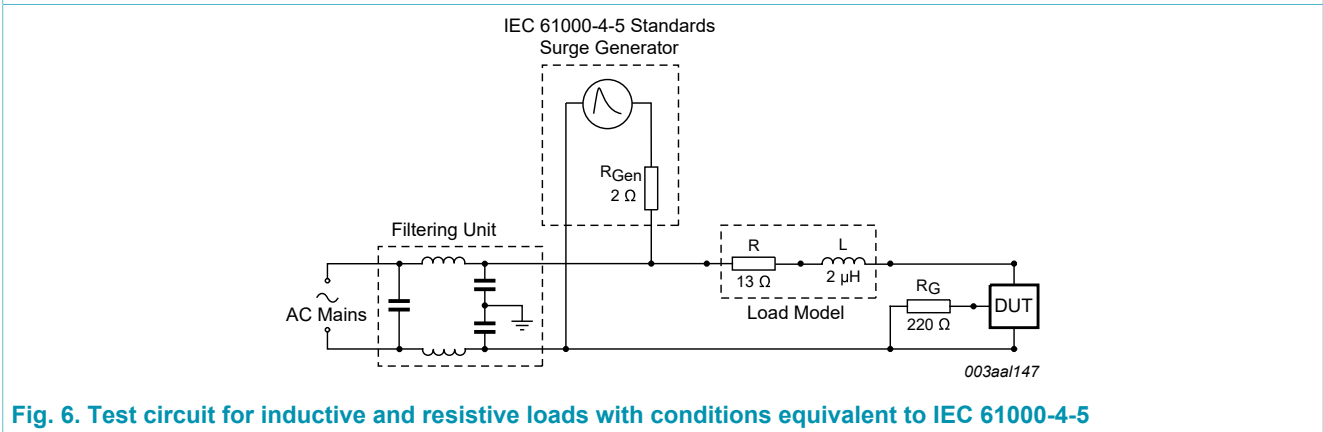 IEC 61000-4-5 Standards
Surge Generator
RGen
2 Ω
Filtering Unit
AC Mains
R
13 Ω
L
2 µH
Load Model
RG
220 Ω
DUT
003aal147
Fig. 6. Test circuit for inductive and resistive loads with conditions equivalent to IEC 61000-4-5